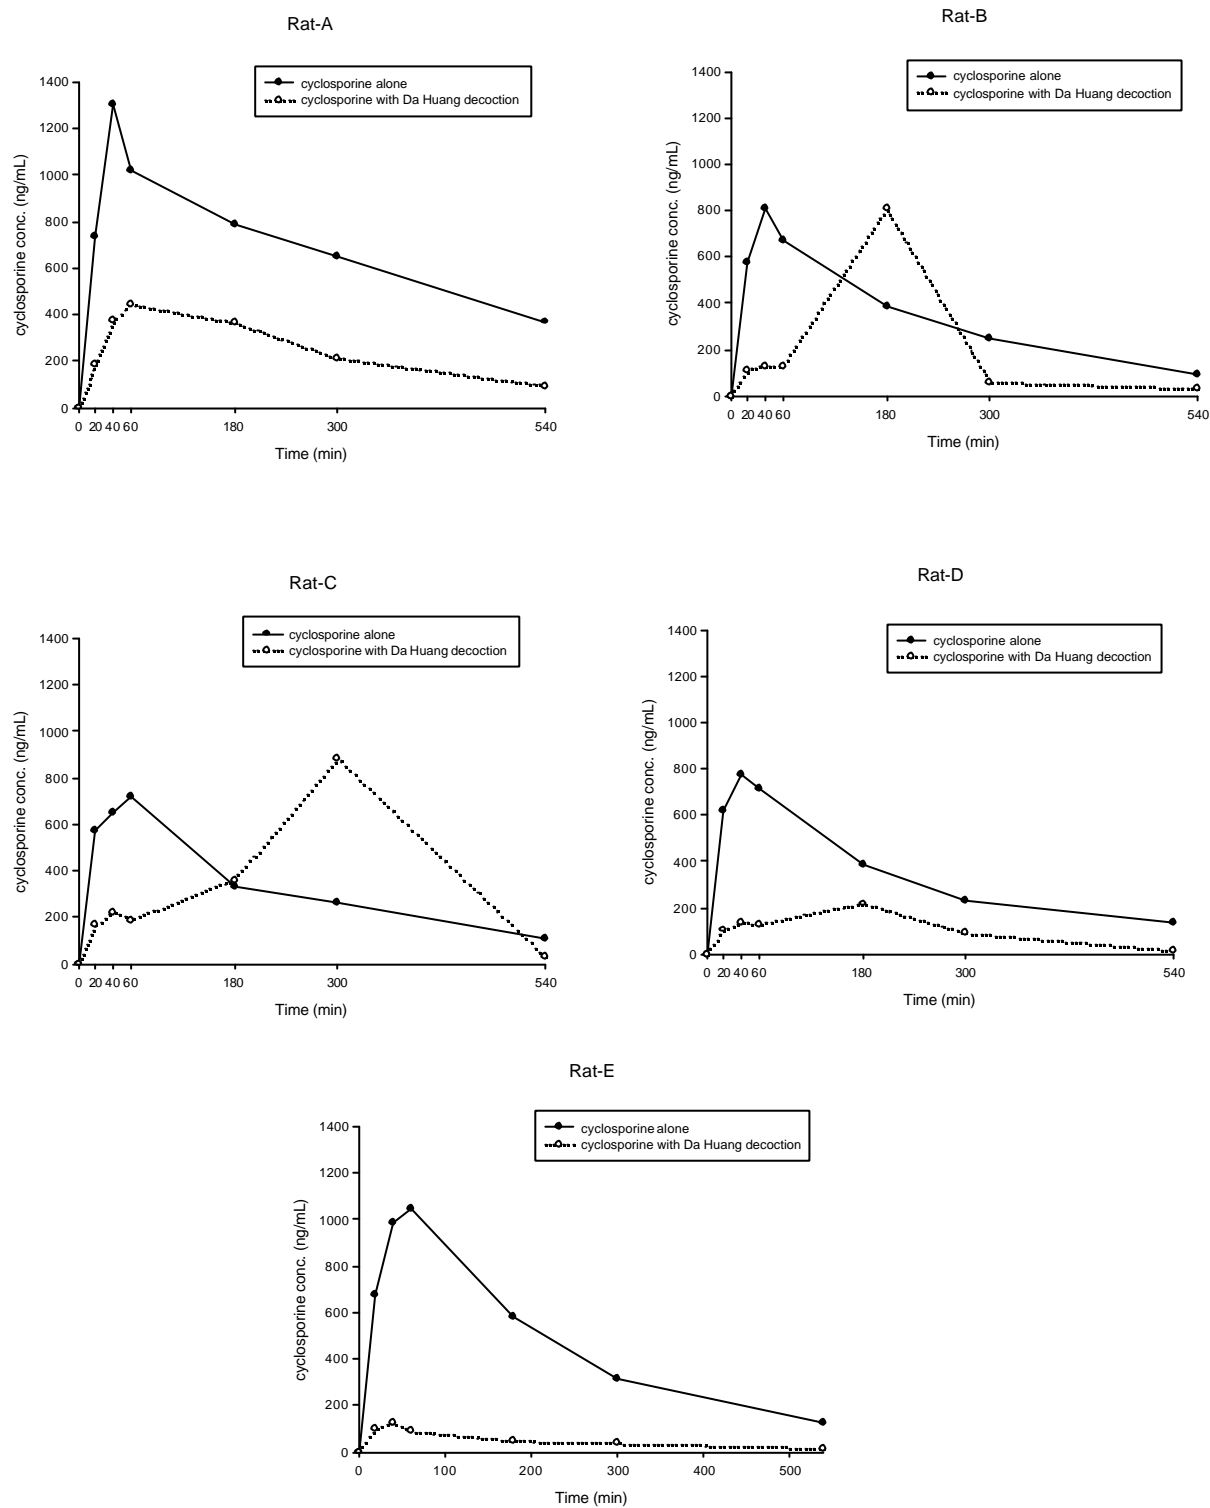 Rat-A
cyclosporine alone
cyclosporine with Da Huang decoction
cyclosporine conc. (ng/mL)
1400
1200
1000
800
600
400
200
0
0 20 40 60 180 300 540
Time (min)
Rat-B
cyclosporine alone
cyclosporine with Da Huang decoction
cyclosporine conc. (ng/mL)
1400
1200
1000
800
600
400
200
0
0 20 40 60 180 300 540
Time (min)
Rat-C
cyclosporine alone
cyclosporine with Da Huang decoction
cyclosporine conc. (ng/mL)
1400
1200
1000
800
600
400
200
0
0 20 40 60 180 300 540
Time (min)
Rat-D
cyclosporine alone
cyclosporine with Da Huang decoction
cyclosporine conc. (ng/mL)
1400
1200
1000
800
600
400
200
0
0 20 40 60 180 300 540
Time (min)
Rat-E
cyclosporine alone
cyclosporine with Da Huang decoction
cyclosporine conc. (ng/mL)
1400
1200
1000
800
600
400
200
0
0 100 200 300 400 500
Time (min)